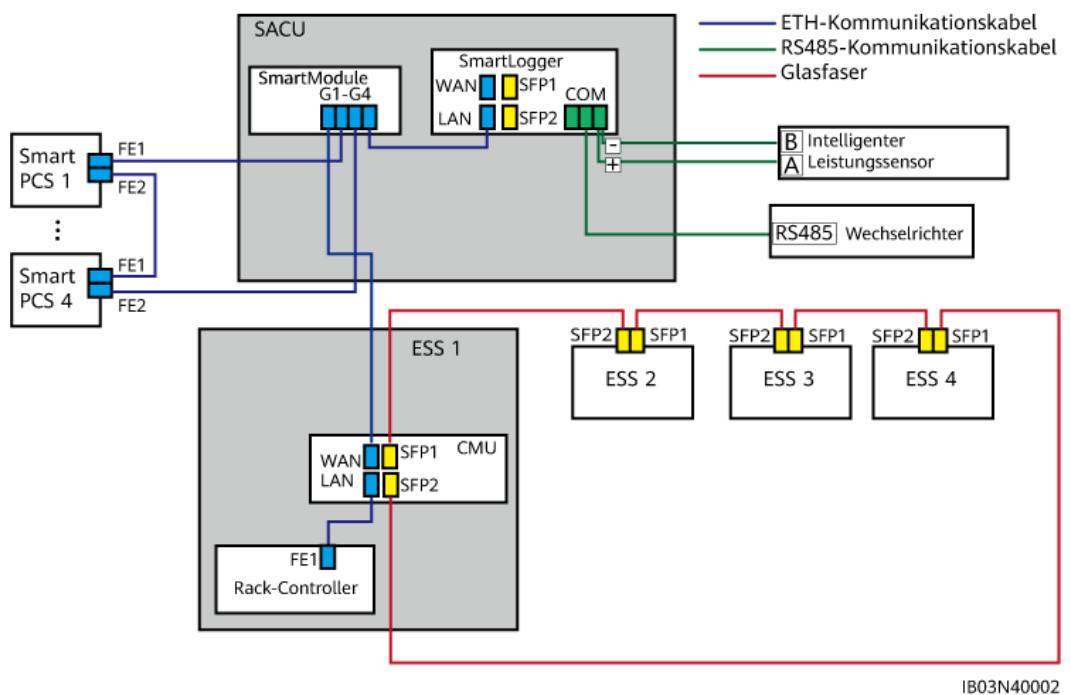 SACU
ETH-Kommunikationskabel
RS485-Kommunikationskabel
Glasfaser
SmartModule
G1-G4
SmartLogger
WAN
SFP1
COM
LAN
SFP2
Smart
PCS 1
FE1
FE2
B
Intelligenter
A
Leistungssensor
-
+
RS485
Wechselrichter
⋮
Smart
PCS 4
FE1
FE2
ESS 1
SFP2
SFP1
ESS 2
SFP2
SFP1
ESS 3
SFP2
SFP1
ESS 4
CMU
WAN
SFP1
LAN
SFP2
FE1
Rack-Controller
IB03N40002